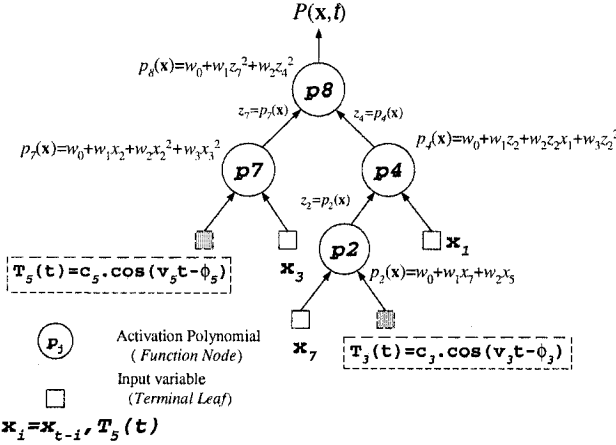 P(x,t)
p8(x)=w0+w1z7²+w2z4²
p8
z7=p7(x)
z4=p4(x)
p7(x)=w0+w1x2+w2x2²+w3x3²
p4(x)=w0+w1z2+w2z2x1+w3z2²
p7
p4
z2=p2(x)
x3
p2
x1
T5(t)=c5.cos(v5t-ϕ5)
p2(x)=w0+w1x7+w2x5
x7
T3(t)=c3.cos(v3t-ϕ3)
pj
Activation Polynomial
(Function Node)
Input variable
(Terminal Leaf)
xi=xt-i,T5(t)